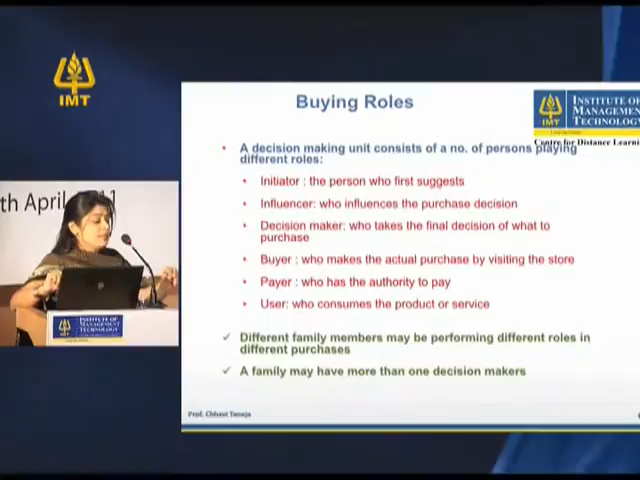 IMT
Buying Roles
INSTITUTE OF
MANAGEMENT
TECHNOLOGY
IMT
Centre for Distance Learni
• A decision making unit consists of a no. of persons playing
different roles:
• Initiator : the person who first suggests
• Influencer: who influences the purchase decision
• Decision maker: who takes the final decision of what to
purchase
• Buyer : who makes the actual purchase by visiting the store
• Payer : who has the authority to pay
• User: who consumes the product or service
✓ Different family members may be performing different roles in
different purchases
✓ A family may have more than one decision makers
th April
11
INSTITUTE OF
MANAGEMENT
TECHNOLOGY
Prof. Chhavi Taneja